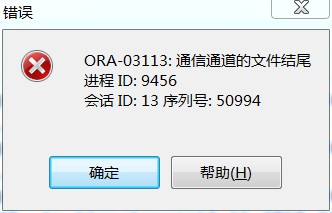 错误
ORA-03113: 通信通道的文件结尾
进程 ID: 9456
会话 ID: 13 序列号: 50994
确定
帮助(H)